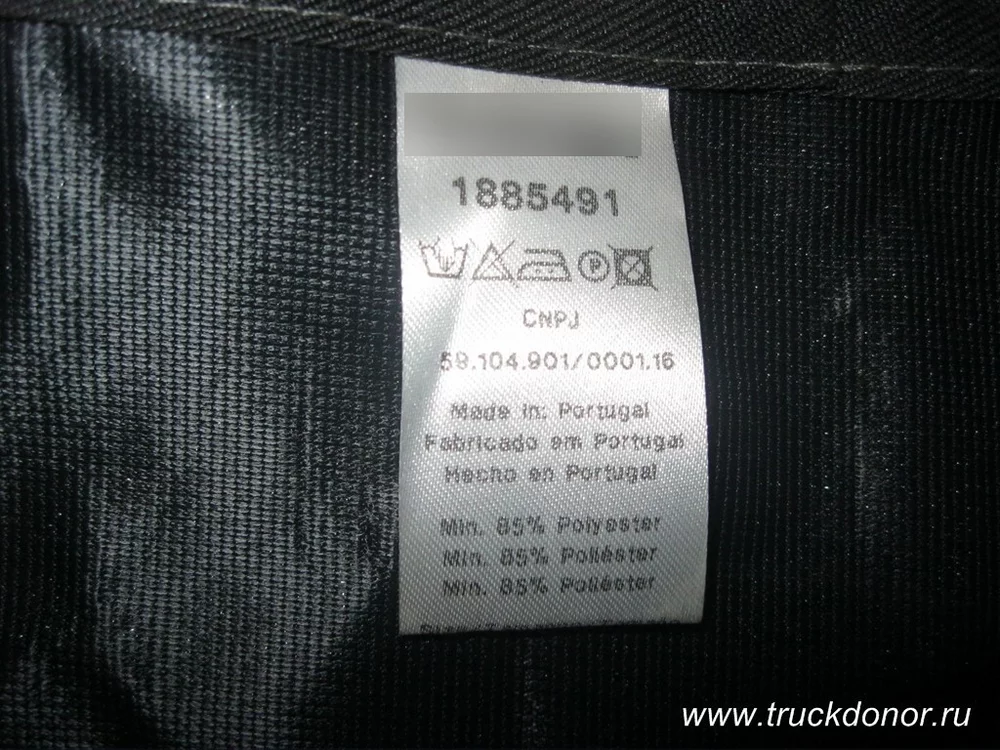 1885491
CNPJ
59.104.901/0001.16
Made in: Portugal
Fabricado em Portugal
Hecho en Portugal
Min. 85% Polyester
Min. 85% Poliéster
Min. 85% Poliéster
www.truckdonor.ru